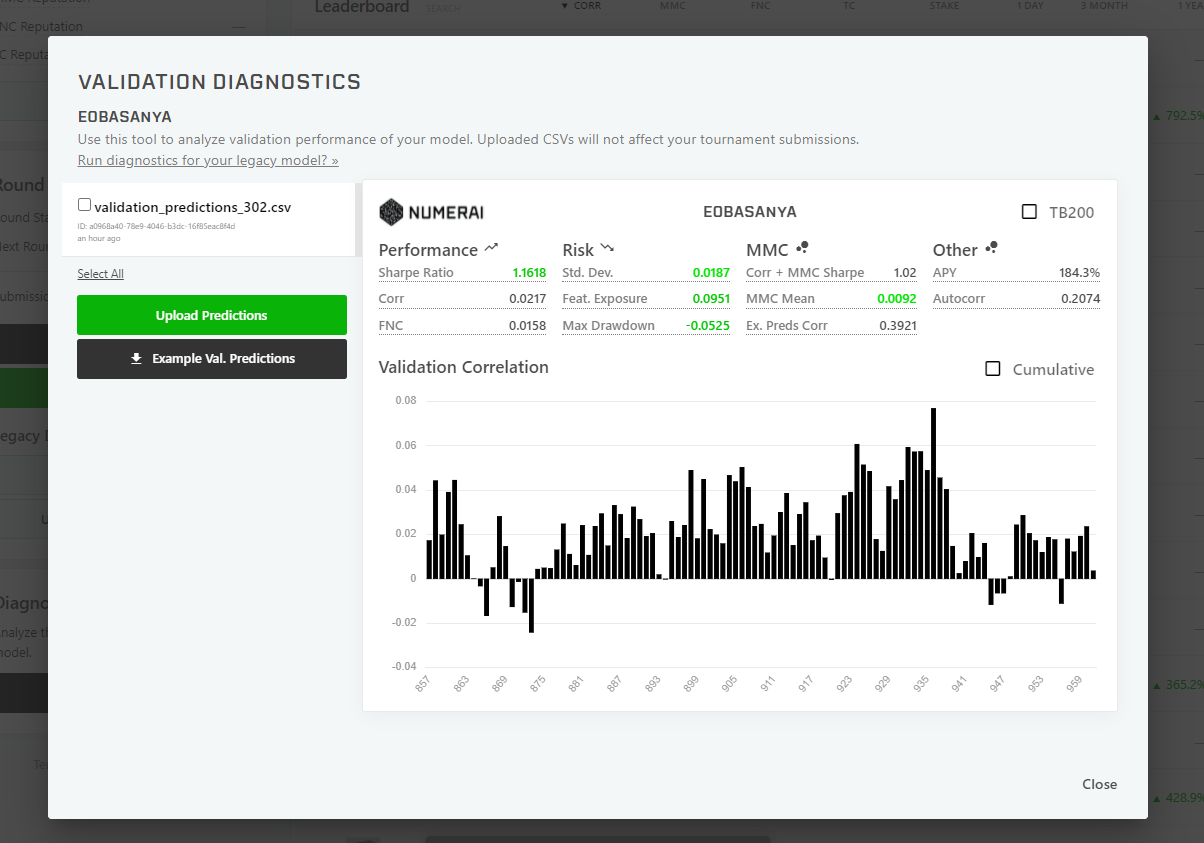 Leaderboard SEARCH ▼ CORR MMC FNC TC STAKE 1 DAY 3 MONTH 1 YEA
NC Reputation —
C Reputa
VALIDATION DIAGNOSTICS
EOBASANYA
Use this tool to analyze validation performance of your model. Uploaded CSVs will not affect your tournament submissions.
Run diagnostics for your legacy model? »
validation_predictions_302.csv
ID: a0968a40-78e9-4046-b3dc-16f85eac8f4d
an hour ago
Select All
Upload Predictions
Example Val. Predictions
NUMERAI EOBASANYA TB200
Performance Risk MMC Other
Sharpe Ratio 1.1618 Std. Dev. 0.0187 Corr + MMC Sharpe 1.02 APY 184.3%
Corr 0.0217 Feat. Exposure 0.0951 MMC Mean 0.0092 Autocorr 0.2074
FNC 0.0158 Max Drawdown -0.0525 Ex. Preds Corr 0.3921
Validation Correlation Cumulative
0.08
0.06
0.04
0.02
0
-0.02
-0.04
857 863 869 875 881 887 893 899 905 911 917 923 929 935 941 947 953 959
Close
Round
ound Sta
Next Rou
ubmissio
egacy
U
Diagno
nalyze th
model.
Te
▲ 792.5%
▲ 365.2%
▲ 428.9%